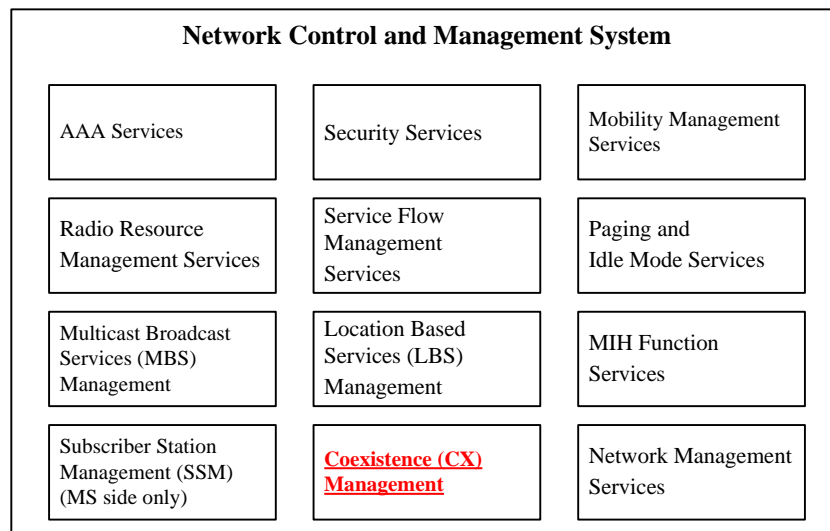 Network Control and Management System
AAA Services
Security Services
Mobility Management
Services
Radio Resource
Management Services
Service Flow
Management
Services
Paging and
Idle Mode Services
Multicast Broadcast
Services (MBS)
Management
Location Based
Services (LBS)
Management
MIH Function
Services
Subscriber Station
Management (SSM)
(MS side only)
Coexistence (CX)
Management
Network Management
Services